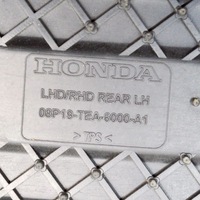 HONDA
LHD/RHD REAR LH
08P18-TEA-6000-A1
>TPS<